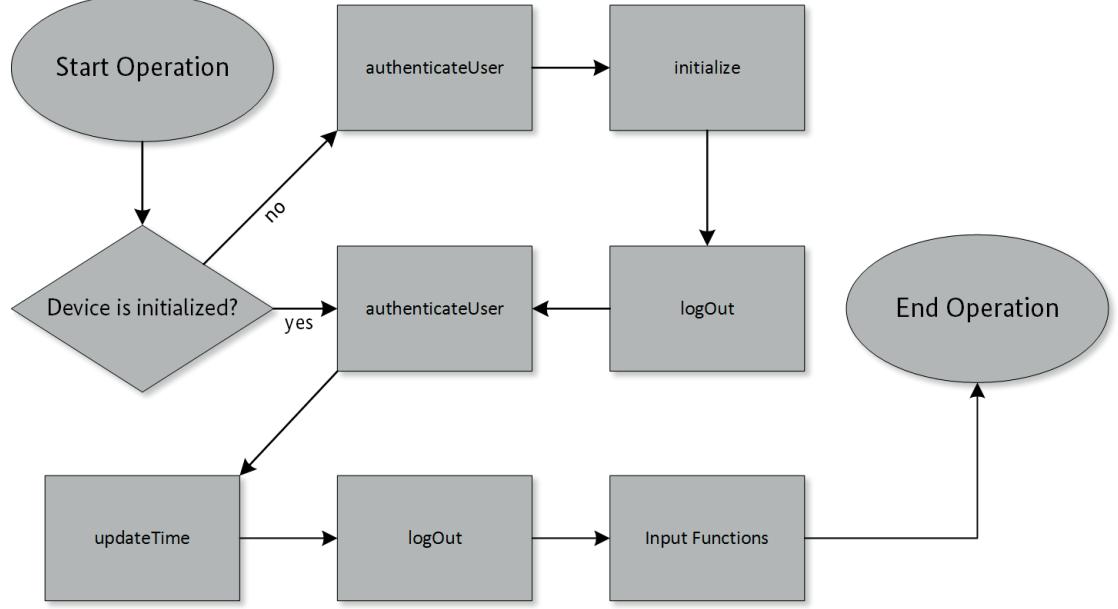 Start Operation
authenticateUser
initialize
no
Device is initialized?
yes
authenticateUser
logOut
End Operation
updateTime
logOut
Input Functions